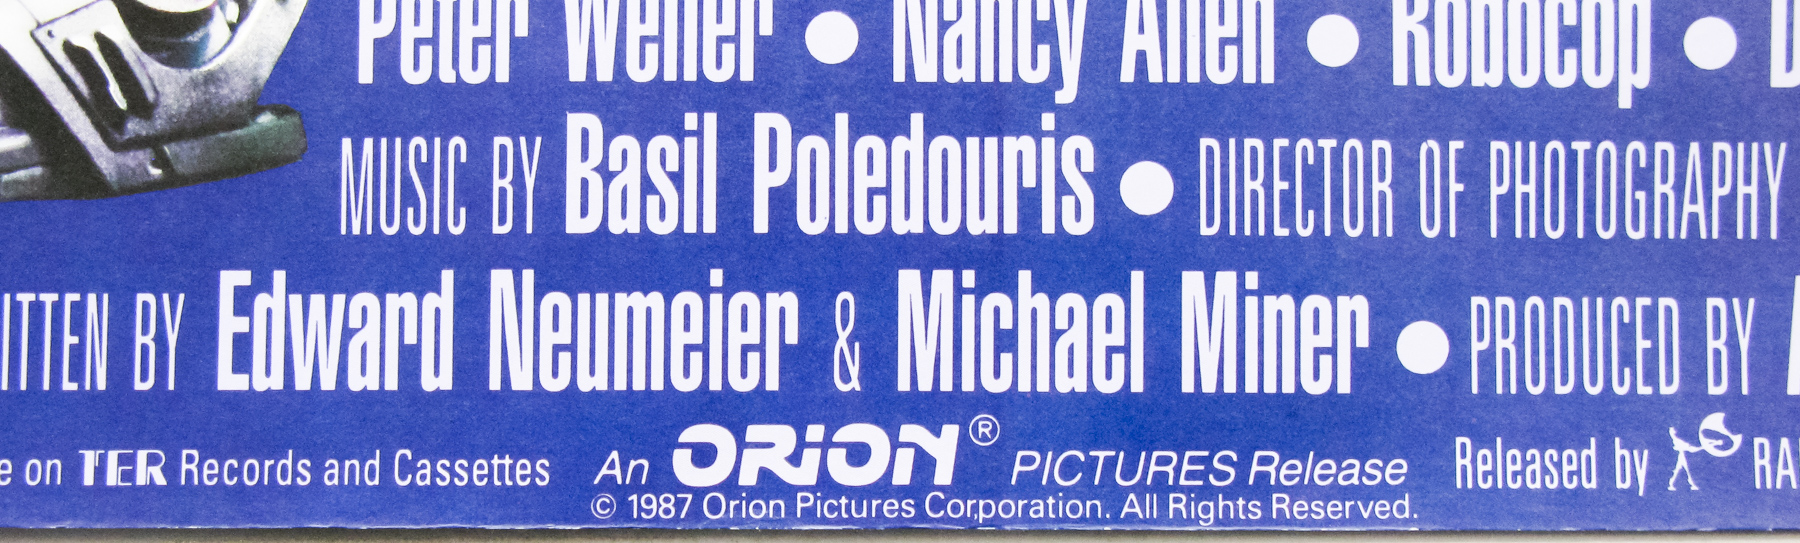 Peter Weller • Nancy Allen • Robocop •
MUSIC BY Basil Poledouris • DIRECTOR OF PHOTOGRAPHY
BY Edward Neumeier & Michael Miner • PRODUCED BY
on TER Records and Cassettes An ORION® PICTURES Release Released by
© 1987 Orion Pictures Corporation. All Rights Reserved.